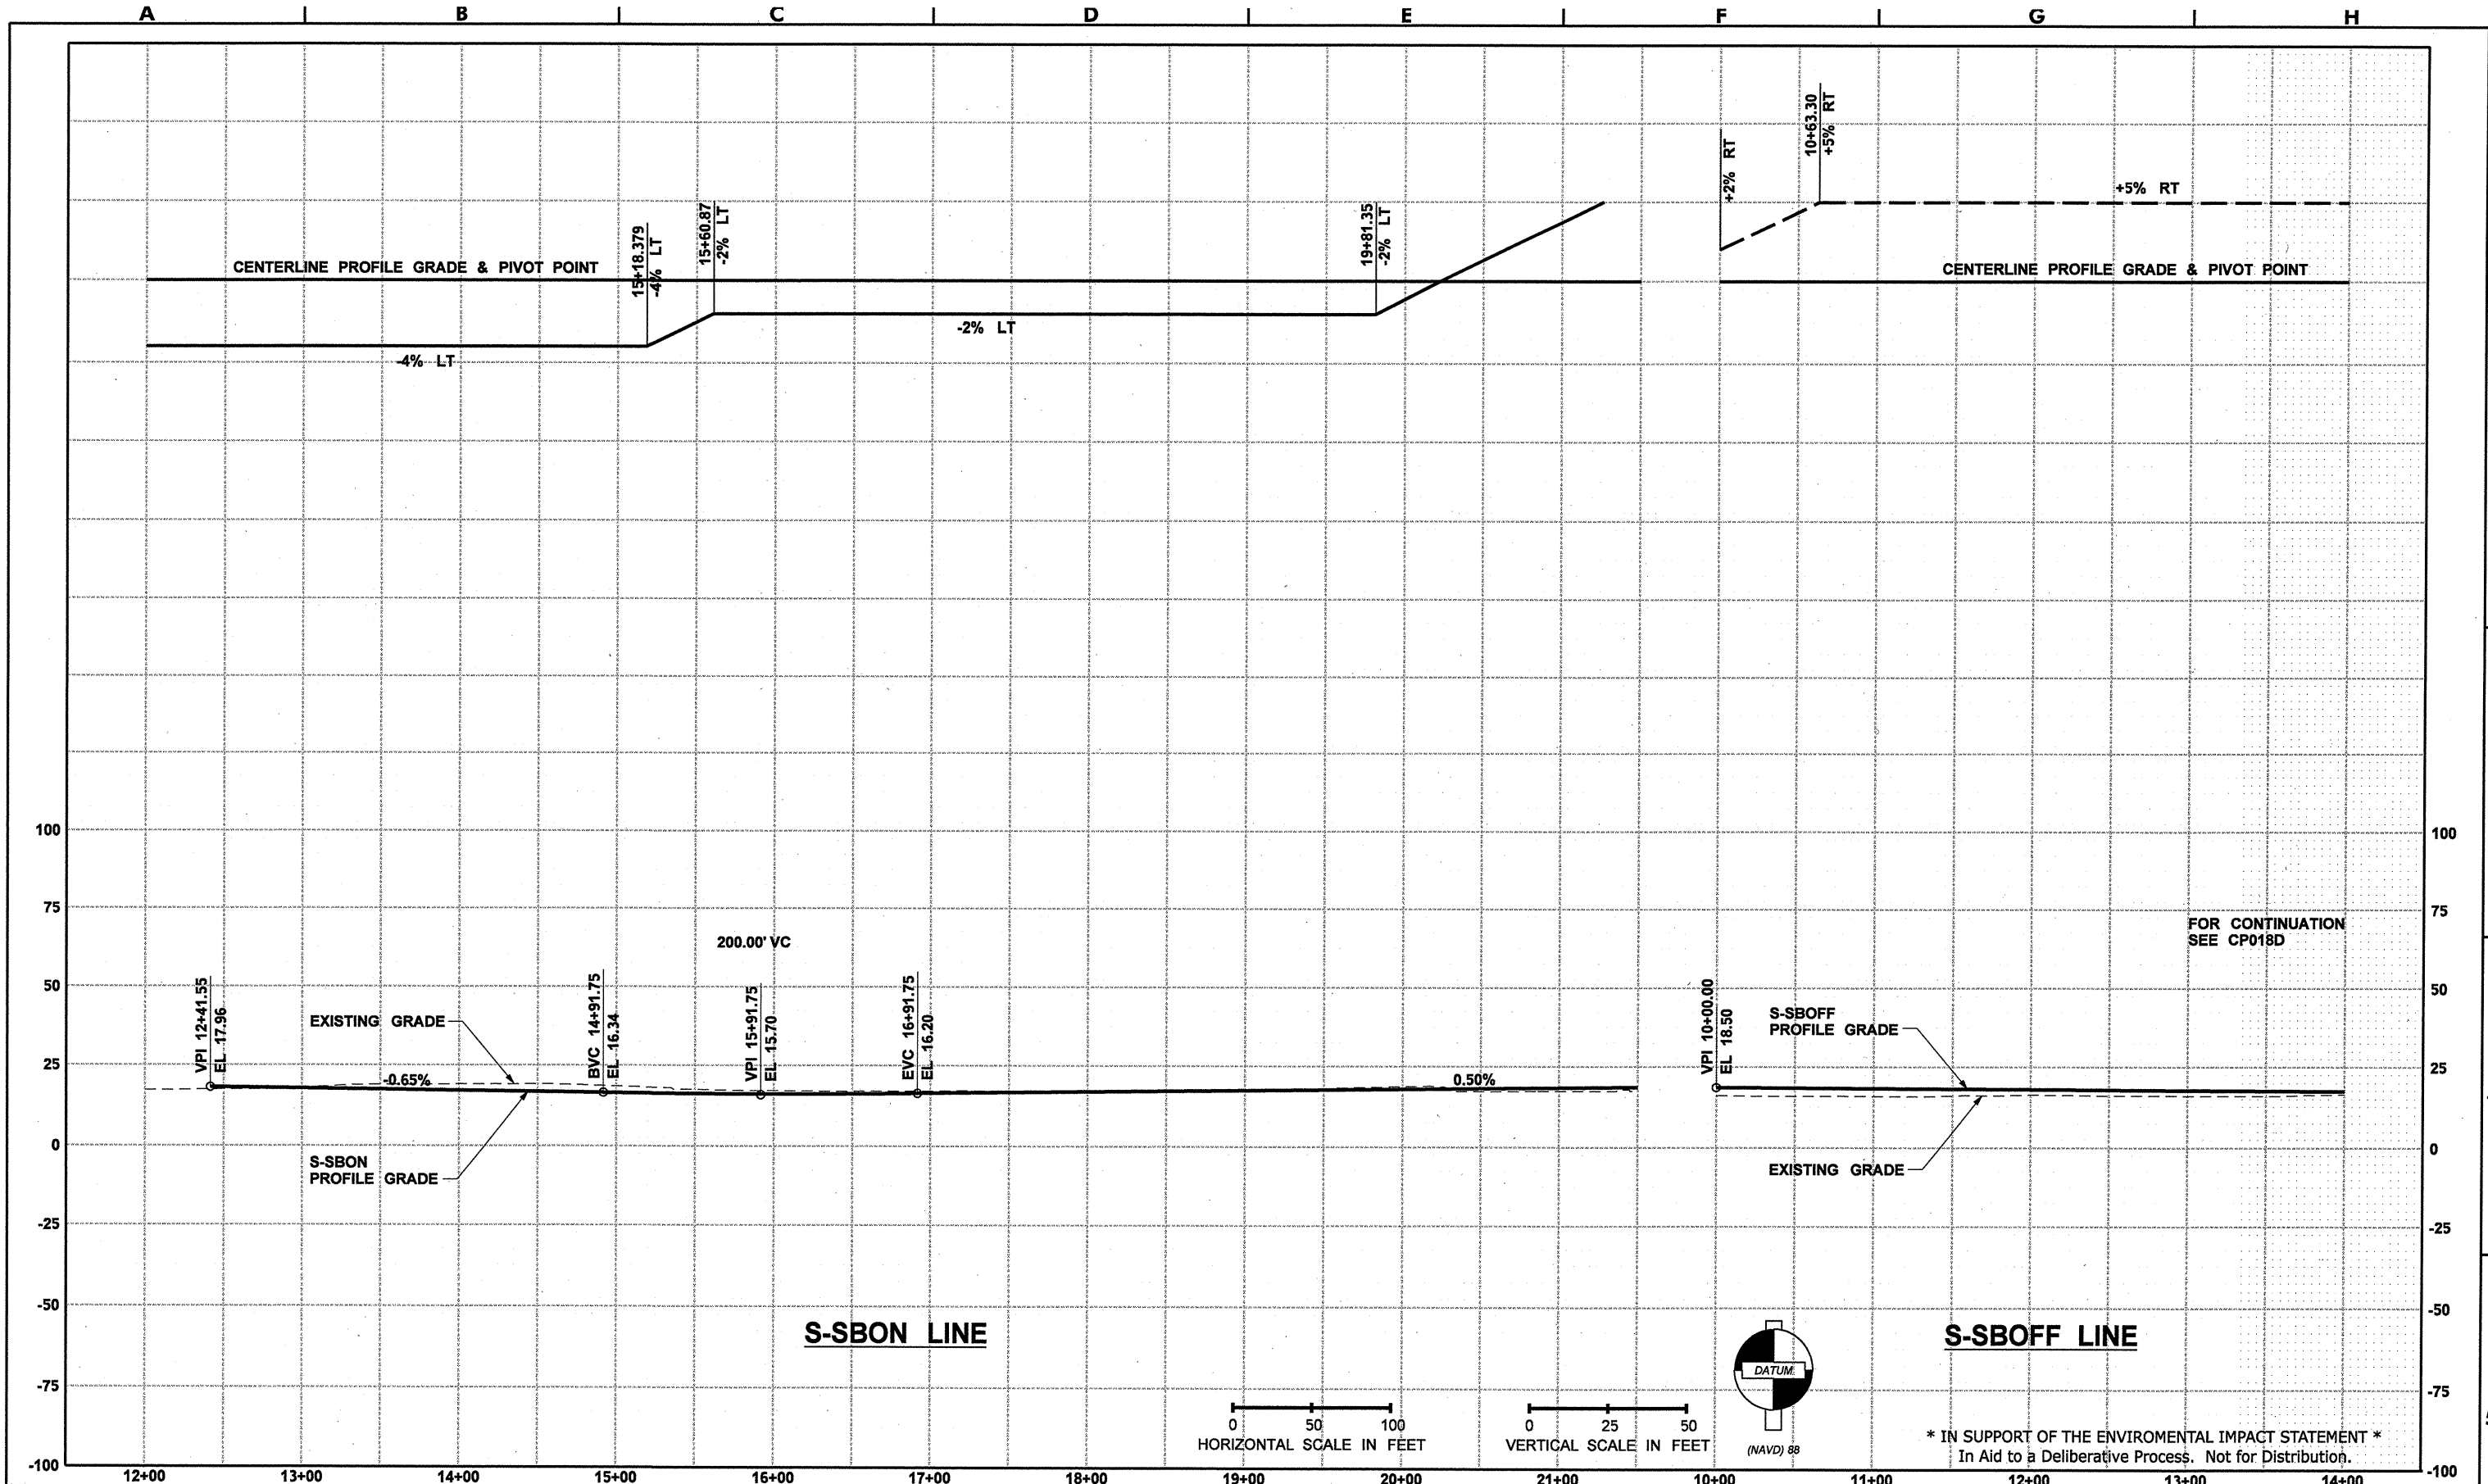 A B C D E F G H
10+63.30
+5% RT
+2% RT
+5% RT
15+18.379
-4% LT
15+60.87
-2% LT
19+81.35
-2% LT
CENTERLINE PROFILE GRADE & PIVOT POINT
CENTERLINE PROFILE GRADE & PIVOT POINT
-2% LT
-4% LT
100 100
75 75
FOR CONTINUATION
SEE CP018D
200.00' VC
50 50
VPI 12+41.55
EL 17.96
EXISTING GRADE
BVC 14+91.75
EL 16.34
VPI 15+91.75
EL 15.70
EVC 16+91.75
EL 16.20
VPI 10+00.00
EL 18.50
S-SBOFF
PROFILE GRADE
25 25
-0.65%
0.50%
0 0
S-SBON
PROFILE GRADE
EXISTING GRADE
-25 -25
-50 -50
S-SBON LINE
S-SBOFF LINE
DATUM
(NAVD) 88
-75 -75
0 50 100
HORIZONTAL SCALE IN FEET
0 25 50
VERTICAL SCALE IN FEET
* IN SUPPORT OF THE ENVIROMENTAL IMPACT STATEMENT *
In Aid to a Deliberative Process. Not for Distribution.
-100 -100
12+00 13+00 14+00 15+00 16+00 17+00 18+00 19+00 20+00 21+00 10+00 11+00 12+00 13+00 14+00